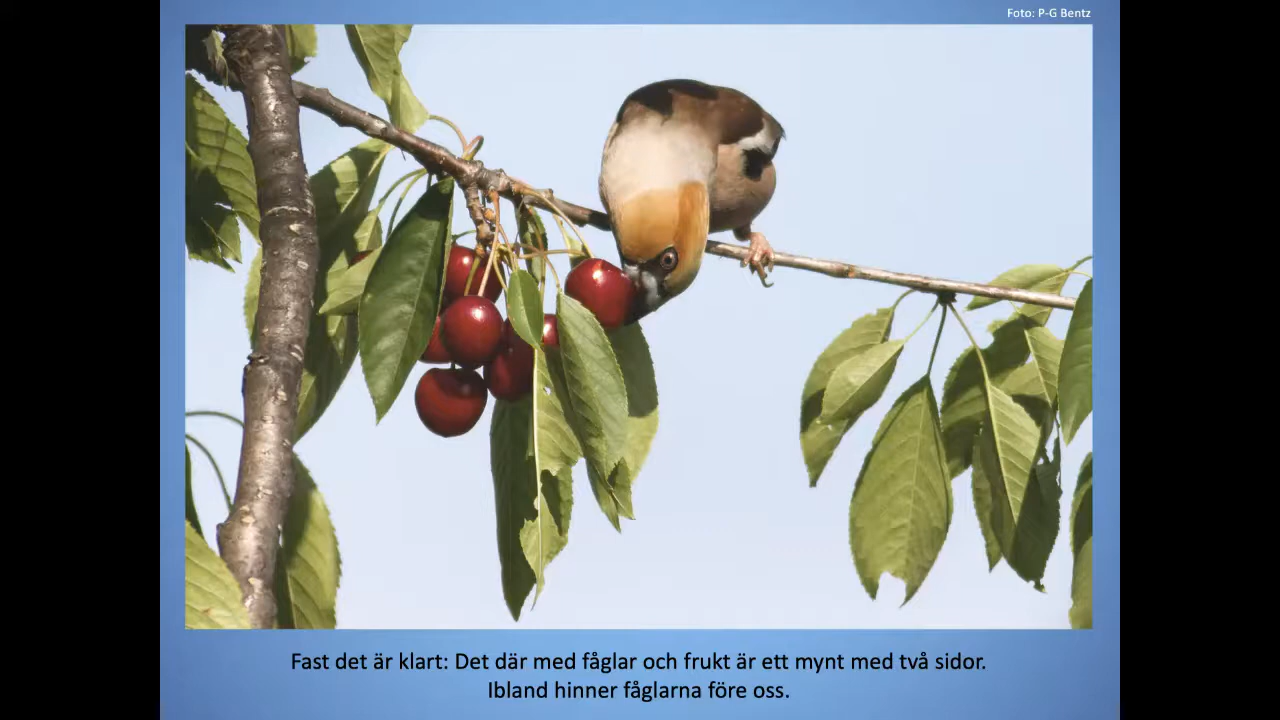 Foto: P-G Bentz
Fast det är klart: Det där med fåglar och frukt är ett mynt med två sidor.
Ibland hinner fåglarna före oss.